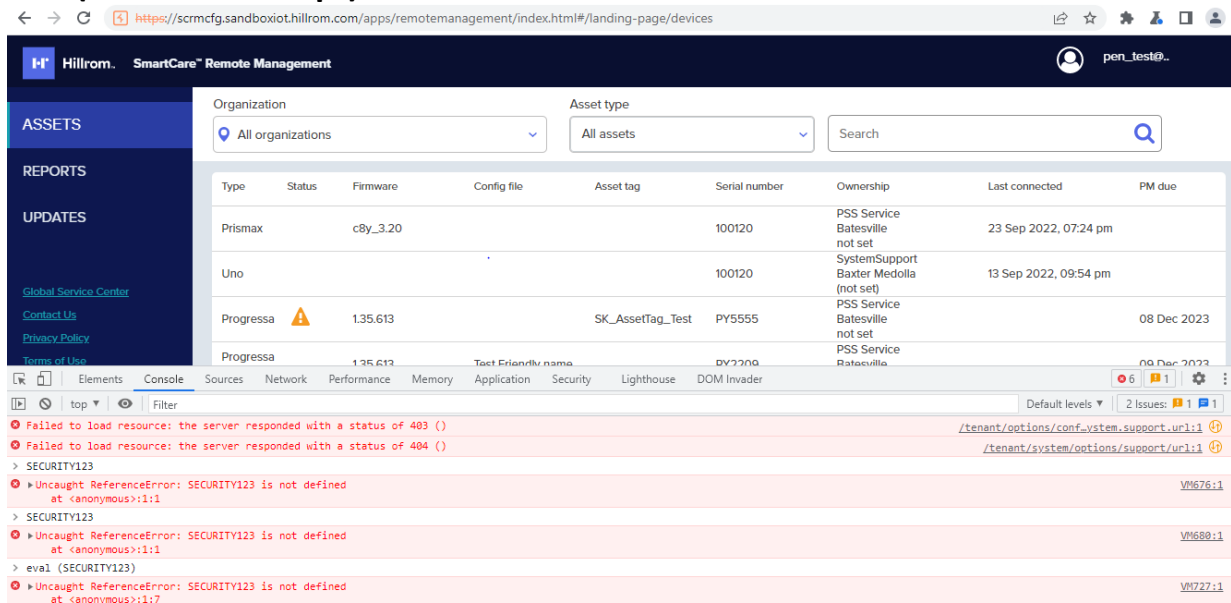 https://scrmcfg.sandboxiot.hillrom.com/apps/remotemanagement/index.html#/landing-page/devices
Hillrom. SmartCare™ Remote Management
pen_test@..
ASSETS
REPORTS
UPDATES
Global Service Center
Contact Us
Privacy Policy
Terms of Use
Organization Asset type
All organizations All assets Search
Type Status Firmware Config file Asset tag Serial number Ownership Last connected PM due
Prismax c8y_3.20 100120 PSS Service Batesville not set 23 Sep 2022, 07:24 pm
Uno 100120 SystemSupport Baxter Medolla (not set) 13 Sep 2022, 09:54 pm
Progressa 1.35.613 SK_AssetTag_Test PY5555 PSS Service Batesville not set 08 Dec 2023
Progressa 1.35.613 Test Friendly name PY2209 PSS Service Batesville 09 Dec 2023
Elements Console Sources Network Performance Memory Application Security Lighthouse DOM Invader 6 1
top Filter Default levels 2 Issues: 1 1
Failed to load resource: the server responded with a status of 403 () /tenant/options/conf…ystem.support.url:1
Failed to load resource: the server responded with a status of 404 () /tenant/system/options/support/url:1
> SECURITY123
Uncaught ReferenceError: SECURITY123 is not defined VM676:1
at <anonymous>:1:1
> SECURITY123
Uncaught ReferenceError: SECURITY123 is not defined VM680:1
at <anonymous>:1:1
> eval (SECURITY123)
Uncaught ReferenceError: SECURITY123 is not defined VM727:1
at <anonymous>:1:7